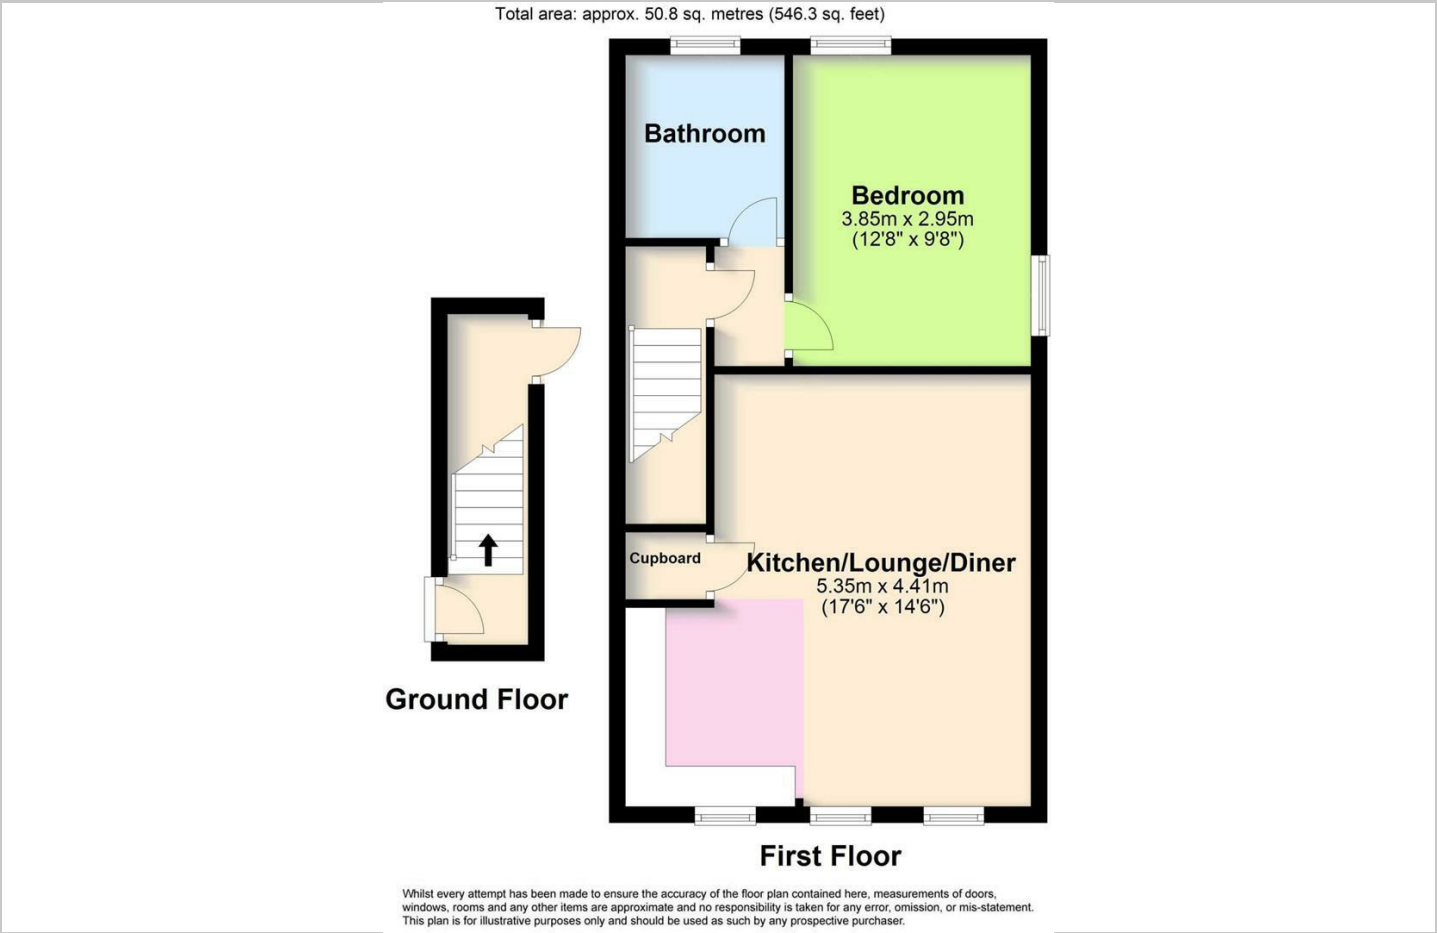 Total area: approx. 50.8 sq. metres (546.3 sq. feet)
Bathroom
Bedroom
3.85m x 2.95m
(12'8" x 9'8")
Cupboard
Kitchen/Lounge/Diner
5.35m x 4.41m
(17'6" x 14'6")
Ground Floor
First Floor
Whilst every attempt has been made to ensure the accuracy of the floor plan contained here, measurements of doors,
windows, rooms and any other items are approximate and no responsibility is taken for any error, omission, or mis-statement.
This plan is for illustrative purposes only and should be used as such by any prospective purchaser.